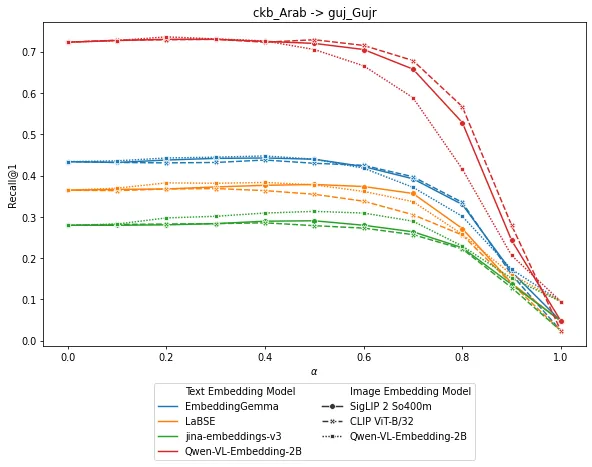 ckb_Arab -> guj_Gujr
Recall@1
0.7
0.6
0.5
0.4
0.3
0.2
0.1
0.0
0.0 0.2 0.4 0.6 0.8 1.0
α
Text Embedding Model
EmbeddingGemma
LaBSE
jina-embeddings-v3
Qwen-VL-Embedding-2B
Image Embedding Model
SigLIP 2 So400m
CLIP ViT-B/32
Qwen-VL-Embedding-2B